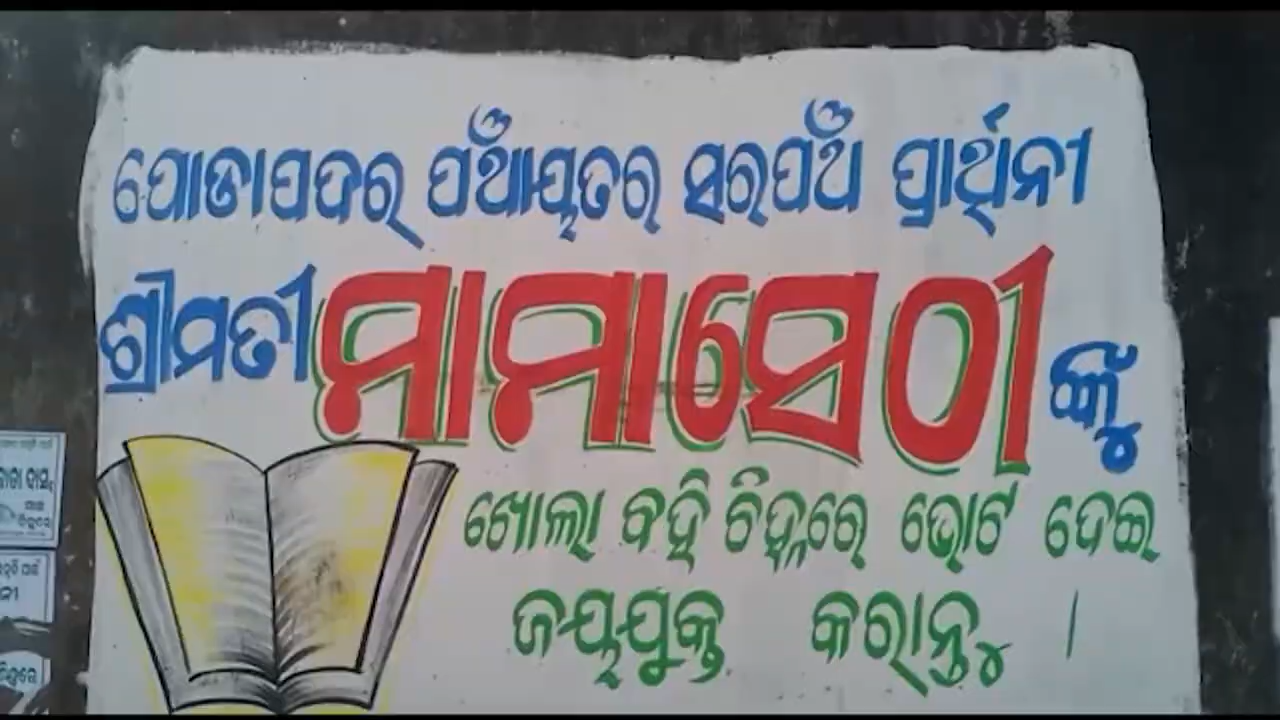 ପୋଡାପଦର୍ ପଞ୍ଚାୟତର ସରପଞ୍ଚ ପ୍ରାର୍ଥିନୀ
ଶ୍ରୀମତୀ ମାମାସେଠୀ ଙ୍କୁ
ଖୋଲା ବହି ଚିହ୍ନରେ ଭୋଟ ଦେଇ
ଜୟଯୁକ୍ତ କରାନ୍ତୁ ।